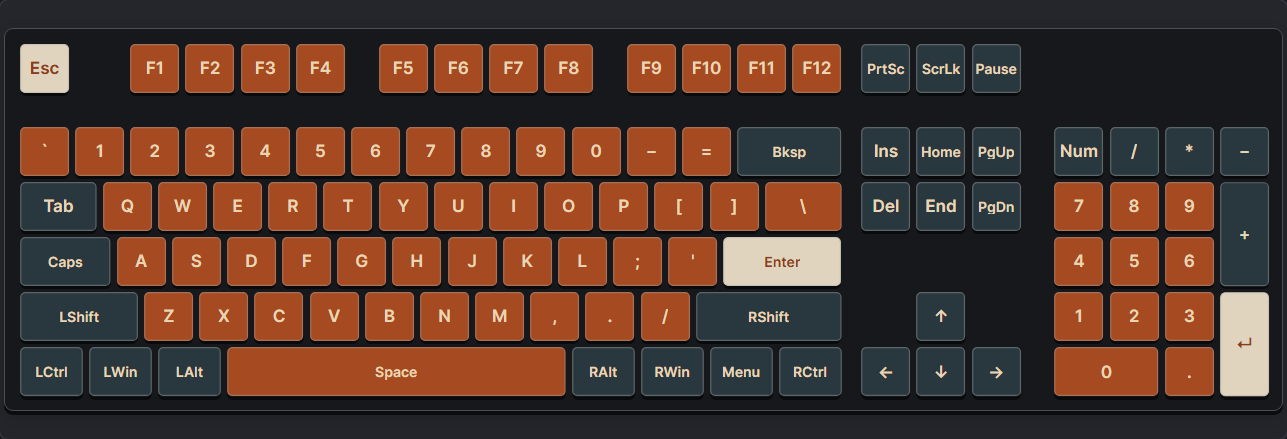 Esc F1 F2 F3 F4 F5 F6 F7 F8 F9 F10 F11 F12 PrtSc ScrLk Pause
` 1 2 3 4 5 6 7 8 9 0 − = Bksp Ins Home PgUp Num / * −
Tab Q W E R T Y U I O P [ ] \ Del End PgDn 7 8 9 +
Caps A S D F G H J K L ; ' Enter 4 5 6
LShift Z X C V B N M , . / RShift ↑ 1 2 3 ↵
LCtrl LWin LAlt Space RAlt RWin Menu RCtrl ← ↓ → 0 .